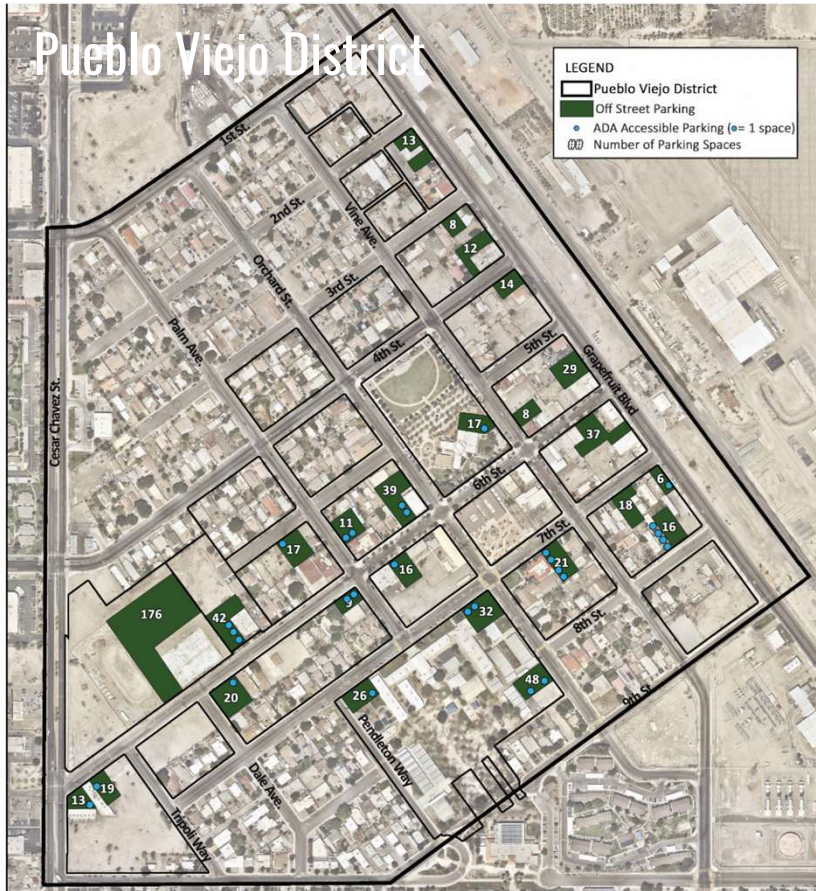 Pueblo Viejo District
LEGEND
Pueblo Viejo District
Off Street Parking
ADA Accessible Parking (= 1 space)
## Number of Parking Spaces
1st St.
13
2nd St.
Vine Ave.
8
12
Orchard St.
3rd St.
14
Palm Ave.
4th St.
5th St.
Grapefruit Blvd
29
Cesar Chavez St.
17
8
37
39
6th St.
6
18
11
7th St.
16
17
16
21
9
176
42
32
8th St.
20
26
48
9th St.
Pendleton Way
19
13
Dale Ave.
Tripoli Way